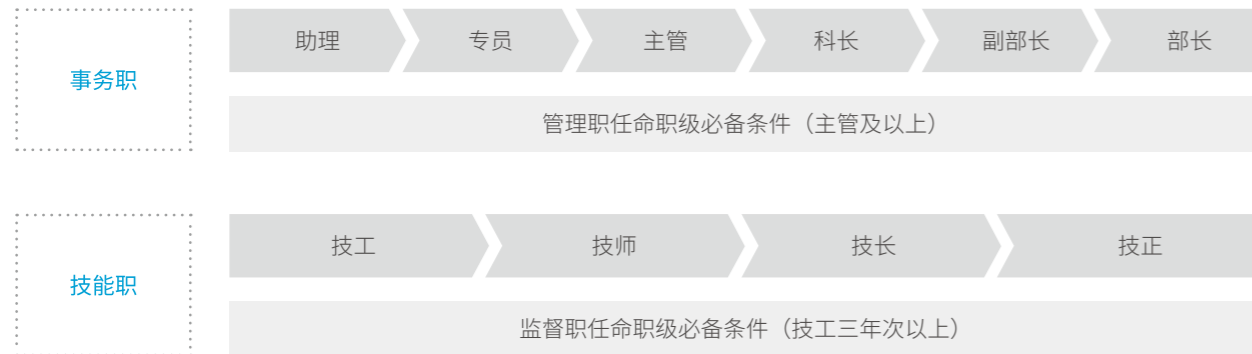 事务职
助理
专员
主管
科长
副部长
部长
管理职任命职级必备条件（主管及以上）
技能职
技工
技师
技长
技正
监督职任命职级必备条件（技工三年次以上）